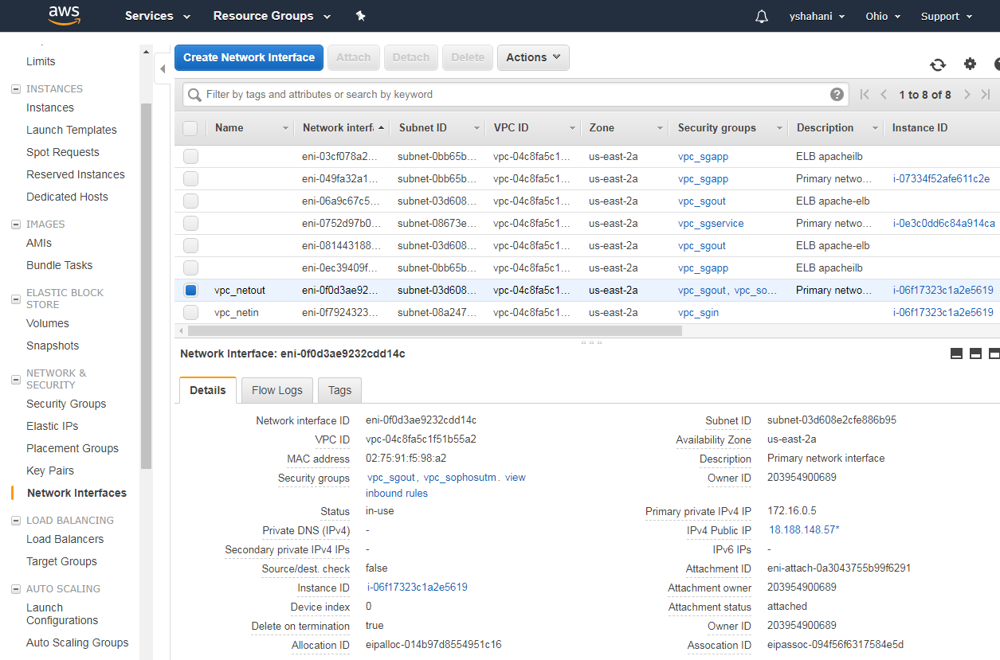 aws Services Resource Groups yshahani Ohio Support
Limits
INSTANCES
Instances
Launch Templates
Spot Requests
Reserved Instances
Dedicated Hosts
IMAGES
AMIs
Bundle Tasks
ELASTIC BLOCK
STORE
Volumes
Snapshots
NETWORK &
SECURITY
Security Groups
Elastic IPs
Placement Groups
Key Pairs
Network Interfaces
LOAD BALANCING
Load Balancers
Target Groups
AUTO SCALING
Launch
Configurations
Auto Scaling Groups
Create Network Interface Attach Detach Delete Actions
Filter by tags and attributes or search by keyword 1 to 8 of 8
Name Network interf Subnet ID VPC ID Zone Security groups Description Instance ID
eni-03cf078a2... subnet-0bb65b... vpc-04c8fa5c1... us-east-2a vpc_sgapp ELB apacheilb
eni-049fa32a1... subnet-0bb65b... vpc-04c8fa5c1... us-east-2a vpc_sgapp Primary netwo... i-07334f52afe611c2e
eni-06a9c67c5... subnet-03d608... vpc-04c8fa5c1... us-east-2a vpc_sgout ELB apache-elb
eni-0752d97b0... subnet-08673e... vpc-04c8fa5c1... us-east-2a vpc_sgservice Primary netwo... i-0e3c0dd6c84a914ca
eni-081443188... subnet-03d608... vpc-04c8fa5c1... us-east-2a vpc_sgout ELB apache-elb
eni-0ec39409f... subnet-0bb65b... vpc-04c8fa5c1... us-east-2a vpc_sgapp ELB apacheilb
vpc_netout eni-0f0d3ae92... subnet-03d608... vpc-04c8fa5c1... us-east-2a vpc_sgout, vpc_so... Primary netwo... i-06f17323c1a2e5619
vpc_netin eni-0f7924323... subnet-08a247... vpc-04c8fa5c1... us-east-2a vpc_sgin i-06f17323c1a2e5619
Network Interface: eni-0f0d3ae9232cdd14c
Details Flow Logs Tags
Network interface ID eni-0f0d3ae9232cdd14c Subnet ID subnet-03d608e2cfe886b95
VPC ID vpc-04c8fa5c1f51b55a2 Availability Zone us-east-2a
MAC address 02:75:91:f5:98:a2 Description Primary network interface
Security groups vpc_sgout, vpc_sophosutm. view Owner ID 203954900689
inbound rules
Status in-use Primary private IPv4 IP 172.16.0.5
Private DNS (IPv4) - IPv4 Public IP 18.188.148.57*
Secondary private IPv4 IPs - IPv6 IPs -
Source/dest. check false Attachment ID eni-attach-0a3043755b99f6291
Instance ID i-06f17323c1a2e5619 Attachment owner 203954900689
Device index 0 Attachment status attached
Delete on termination true Owner ID 203954900689
Allocation ID eipalloc-014b97d8554951c16 Assocation ID eipassoc-094f56f6317584e5d